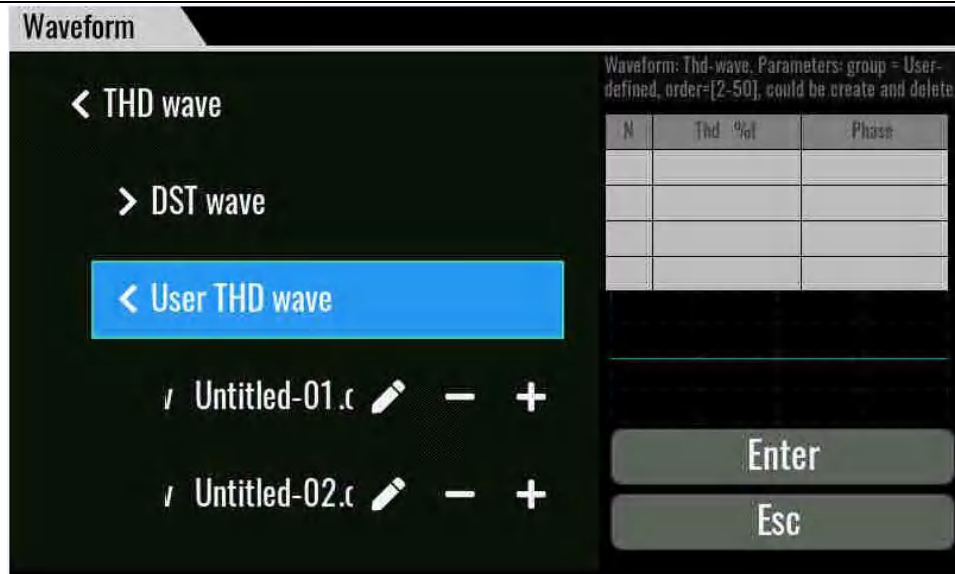 Waveform
Waveform: Thd-wave, Parameters: group = User-
defined, order=[2-50], could be create and delete
< THD wave
N Thd %f Phase
> DST wave
< User THD wave
Untitled-01.c
Untitled-02.c
Enter
Esc